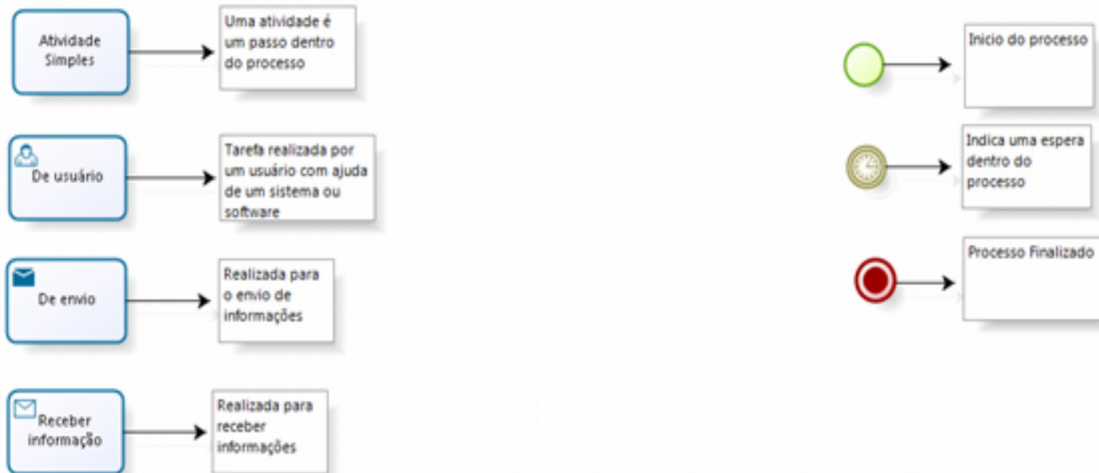 Atividade
Simples
Uma atividade é
um passo dentro
do processo
De usuário
Tarefa realizada por
um usuário com ajuda
de um sistema ou
software
De envio
Realizada para
o envio de
informações
Receber
informação
Realizada para
receber
informações
Inicio do processo
Indica uma espera
dentro do
processo
Processo Finalizado